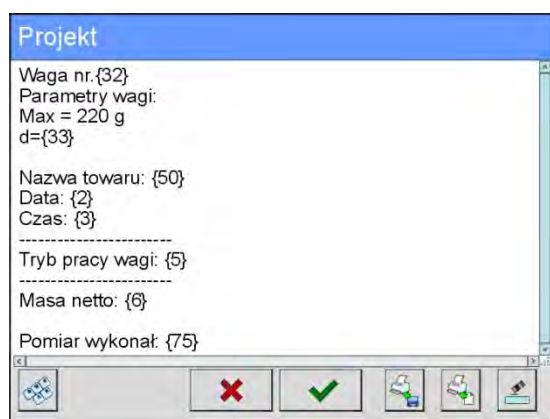 Projekt
Waga nr.{32}
Parametry wagi:
Max = 220 g
d={33}
Nazwa towaru: {50}
Data: {2}
Czas: {3}
------------------------
Tryb pracy wagi: {5}
------------------------
Masa netto: {6}
Pomiar wykonał: {75}